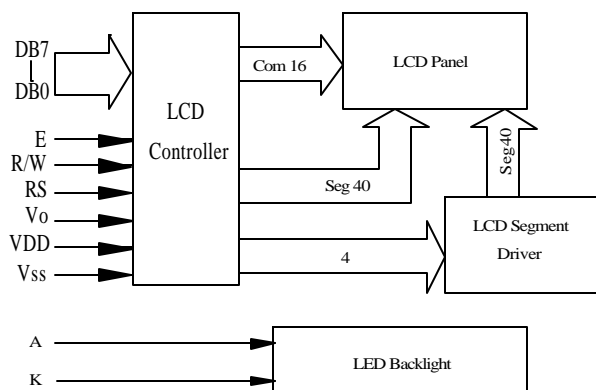 DB7
DB0
E
R/W
RS
Vo
VDD
Vss
LCD
Controller
Com 16
LCD Panel
Seg 40
Seg40
4
LCD Segment
Driver
A
K
LED Backlight